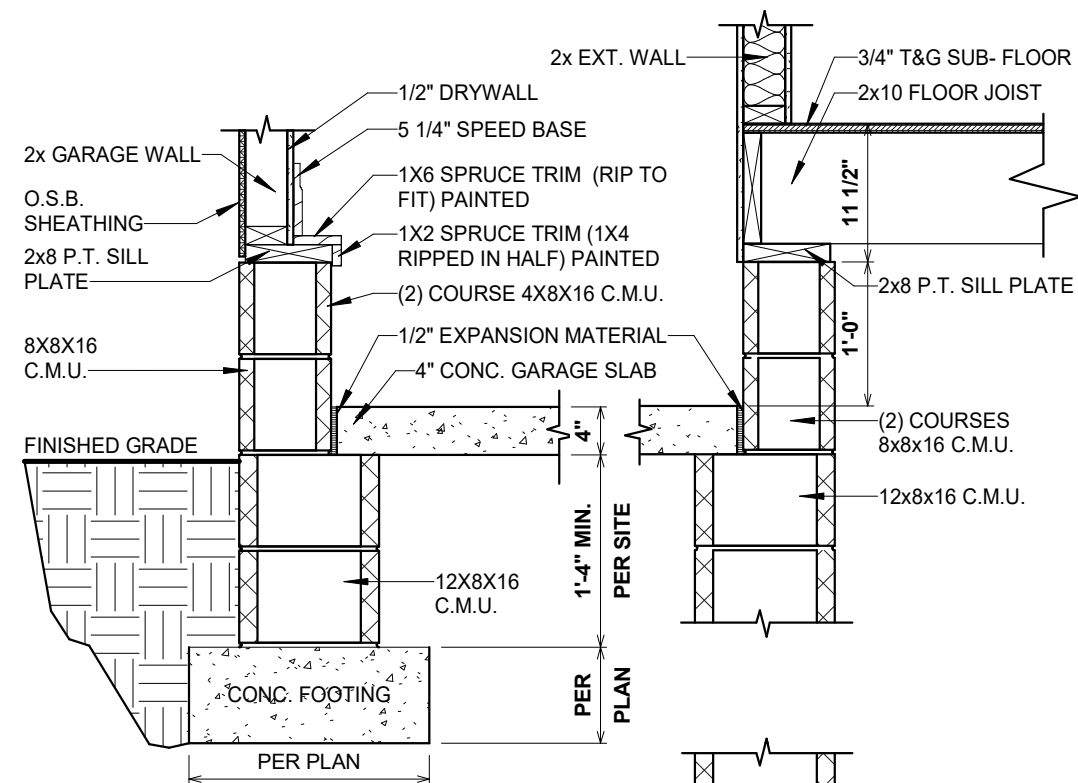 2x EXT. WALL
3/4" T&G SUB- FLOOR
2x10 FLOOR JOIST
1/2" DRYWALL
5 1/4" SPEED BASE
2x GARAGE WALL
1X6 SPRUCE TRIM (RIP TO
FIT) PAINTED
O.S.B.
SHEATHING
1X2 SPRUCE TRIM (1X4
RIPPED IN HALF) PAINTED
2x8 P.T. SILL
PLATE
11 1/2"
2x8 P.T. SILL PLATE
(2) COURSE 4X8X16 C.M.U.
1'-0"
1/2" EXPANSION MATERIAL
8X8X16
C.M.U.
4" CONC. GARAGE SLAB
4"
(2) COURSES
8x8x16 C.M.U.
FINISHED GRADE
12x8x16 C.M.U.
1'-4" MIN.
PER SITE
12X8X16
C.M.U.
CONC. FOOTING
PER
PLAN
PER PLAN